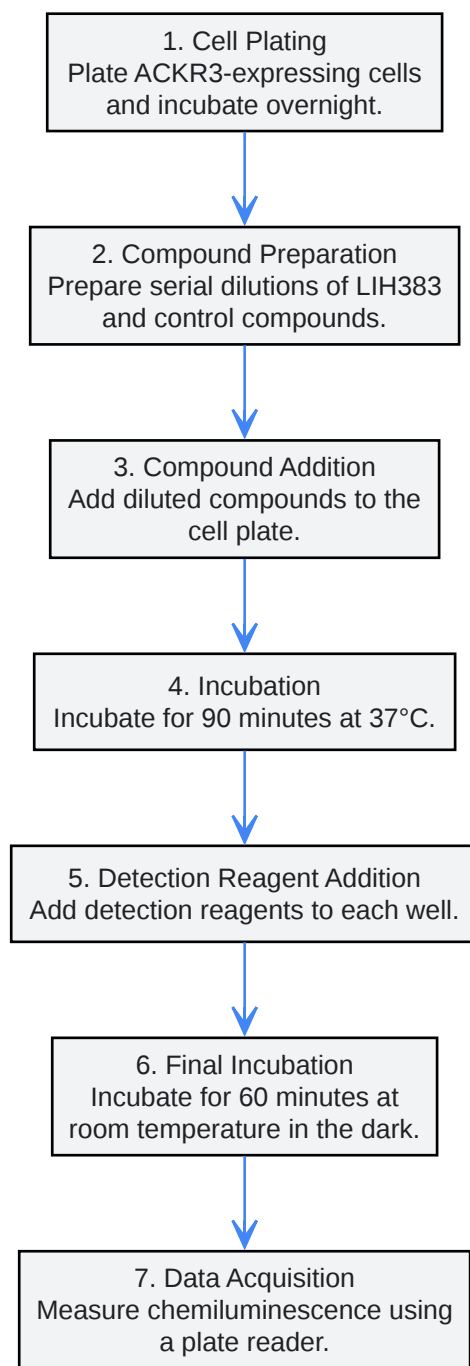 1. Cell Plating
Plate ACKR3-expressing cells
and incubate overnight.
2. Compound Preparation
Prepare serial dilutions of LIH383
and control compounds.
3. Compound Addition
Add diluted compounds to the
cell plate.
4. Incubation
Incubate for 90 minutes at 37°C.
5. Detection Reagent Addition
Add detection reagents to each well.
6. Final Incubation
Incubate for 60 minutes at
room temperature in the dark.
7. Data Acquisition
Measure chemiluminescence using
a plate reader.